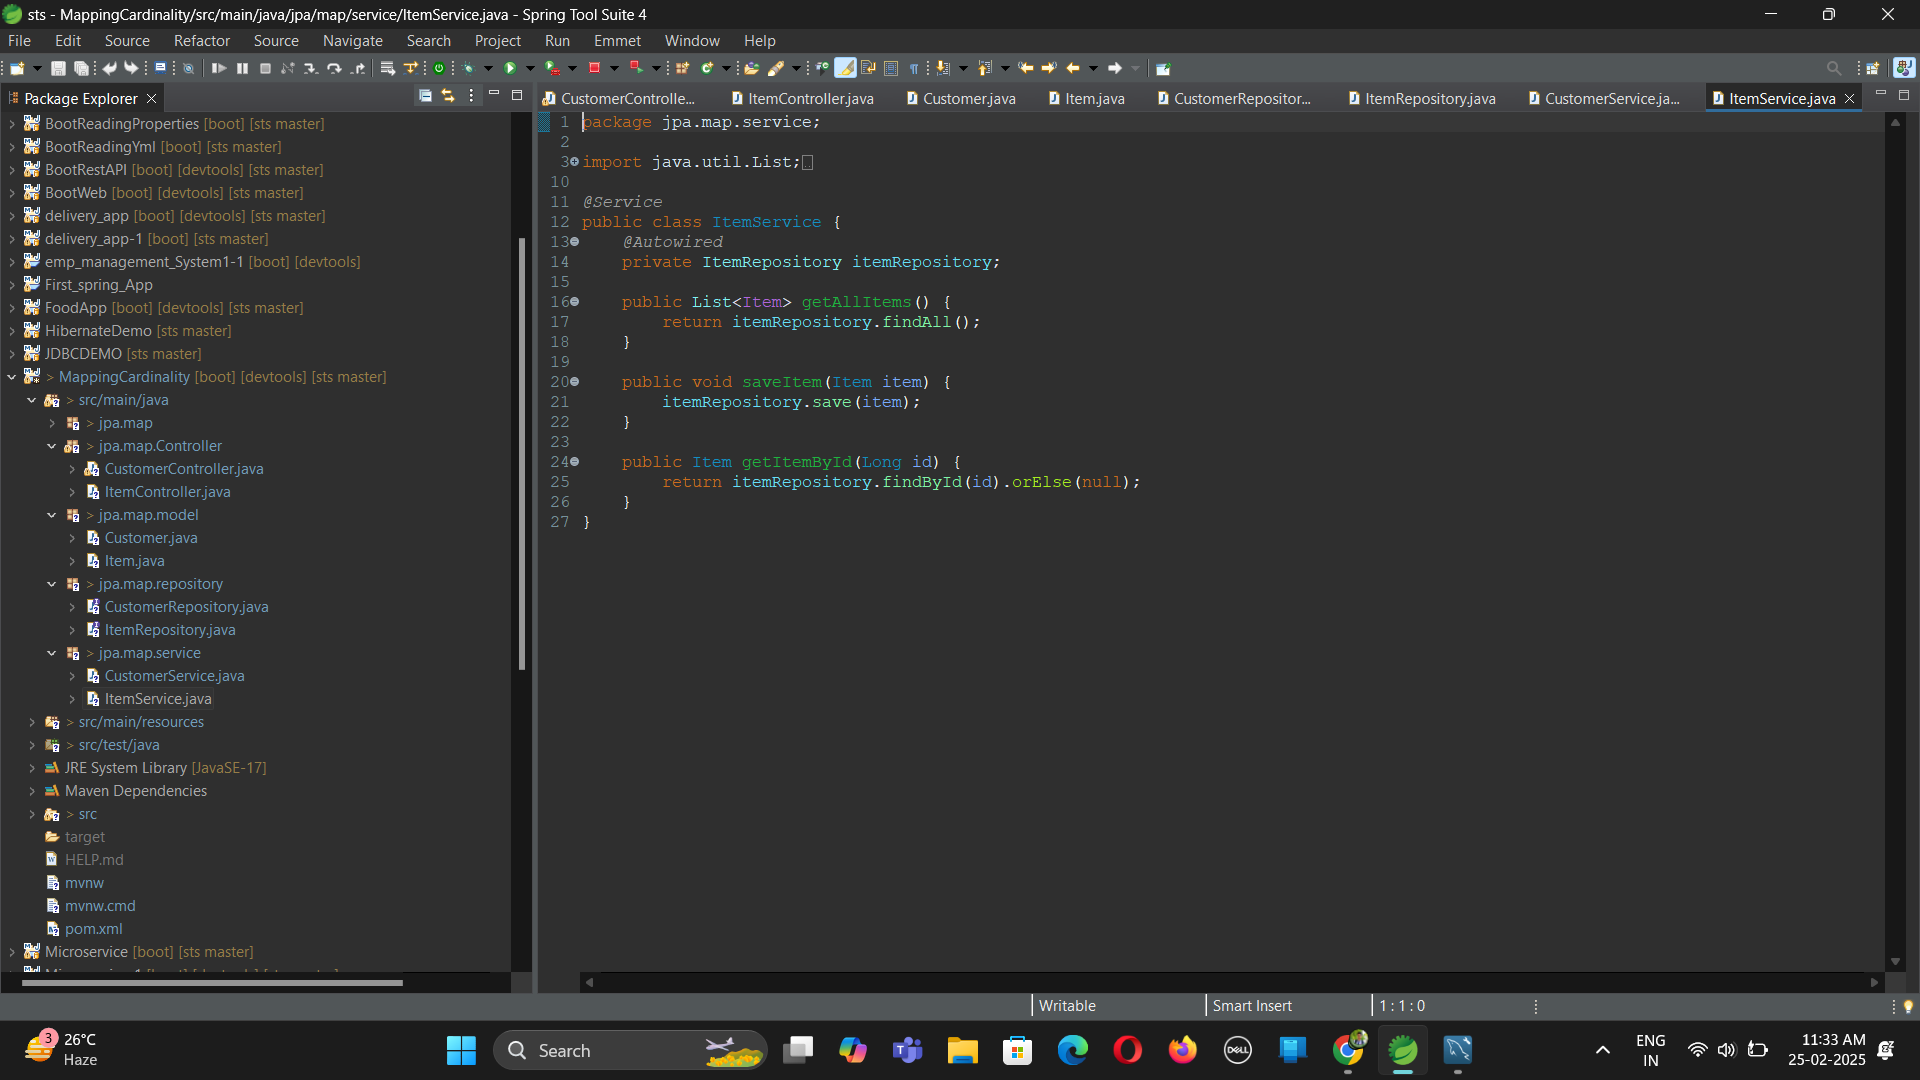 sts - MappingCardinality/src/main/java/jpa/map/service/ItemService.java - Spring Tool Suite 4
File Edit Source Refactor Source Navigate Search Project Run Emmet Window Help
Package Explorer
BootReadingProperties [boot] [sts master]
BootReadingYml [boot] [sts master]
BootRestAPI [boot] [devtools] [sts master]
BootWeb [boot] [devtools] [sts master]
delivery_app [boot] [devtools] [sts master]
delivery_app-1 [boot] [sts master]
emp_management_System1-1 [boot] [devtools]
First_spring_App
FoodApp [boot] [devtools] [sts master]
HibernateDemo [sts master]
JDBCDEMO [sts master]
> MappingCardinality [boot] [devtools] [sts master]
> src/main/java
> jpa.map
> jpa.map.Controller
CustomerController.java
ItemController.java
> jpa.map.model
Customer.java
Item.java
> jpa.map.repository
CustomerRepository.java
ItemRepository.java
> jpa.map.service
CustomerService.java
ItemService.java
> src/main/resources
> src/test/java
JRE System Library [JavaSE-17]
Maven Dependencies
> src
target
HELP.md
mvnw
mvnw.cmd
pom.xml
Microservice [boot] [sts master]
CustomerControlle... ItemController.java Customer.java Item.java CustomerRepositor... ItemRepository.java CustomerService.ja... ItemService.java
1 package jpa.map.service;
2
3 import java.util.List;
10
11 @Service
12 public class ItemService {
13 @Autowired
14 private ItemRepository itemRepository;
15
16 public List<Item> getAllItems() {
17 return itemRepository.findAll();
18 }
19
20 public void saveItem(Item item) {
21 itemRepository.save(item);
22 }
23
24 public Item getItemById(Long id) {
25 return itemRepository.findById(id).orElse(null);
26 }
27 }
Writable Smart Insert 1 : 1 : 0
3 26°C
Haze
Search
DELL
ENG
IN
11:33 AM
25-02-2025